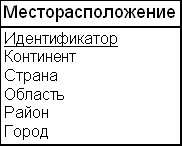 Месторасположение
Идентификатор
Континент
Страна
Область
Район
Город